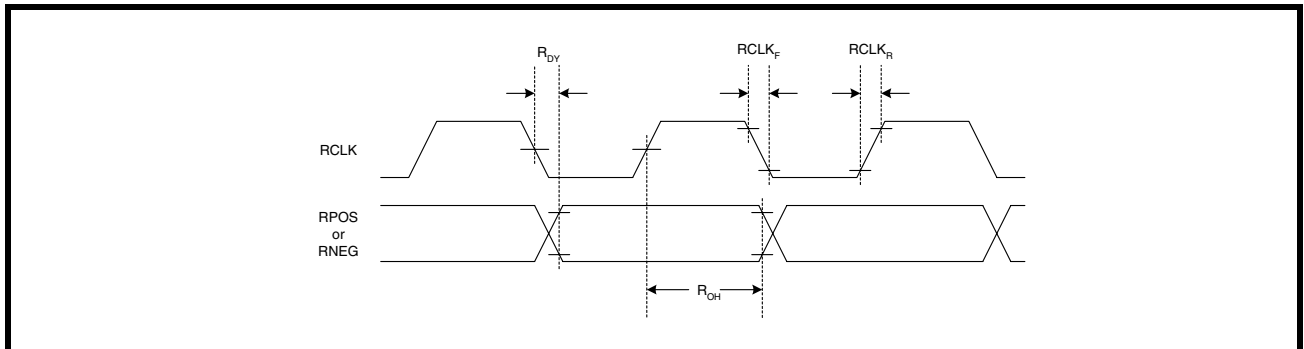 R_DY
RCLK_F
RCLK_R
RCLK
RPOS
or
RNEG
R_OH